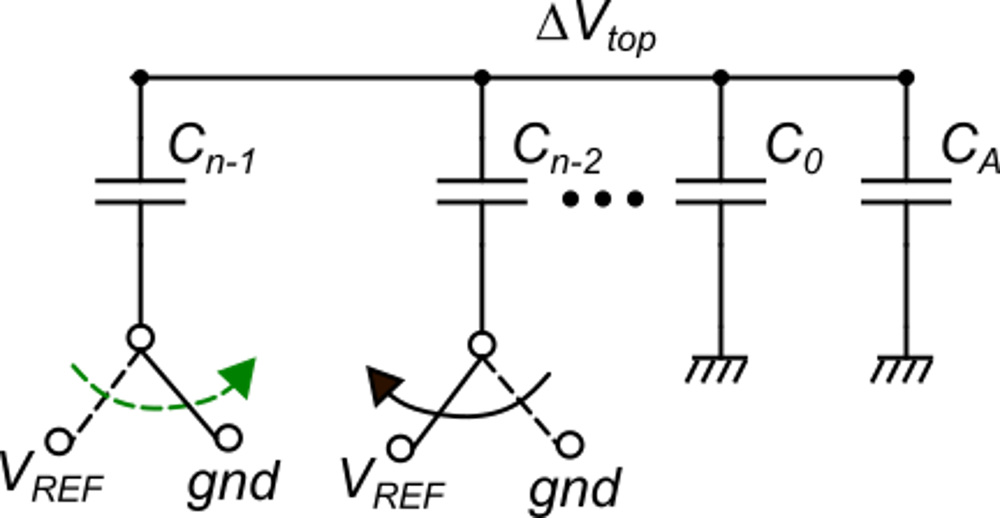 ΔV_top
C_n-1 C_n-2 C_0 C_A
V_REF gnd V_REF gnd